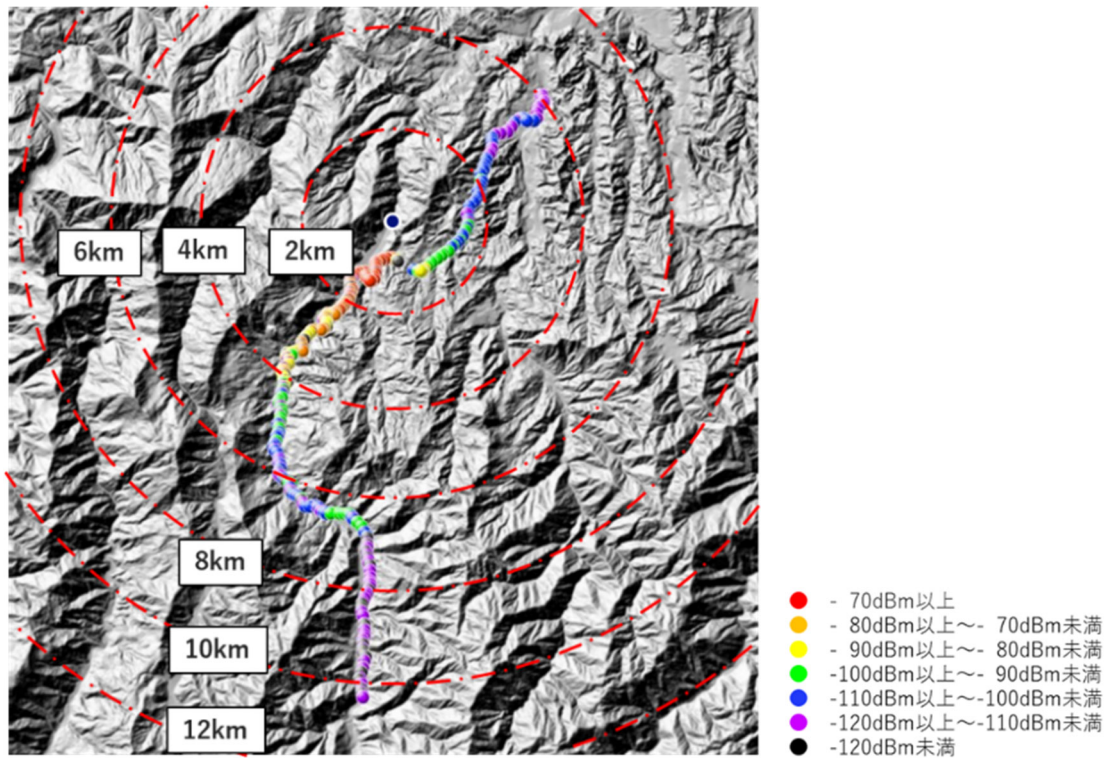 6km
4km
2km
8km
10km
12km
- 70dBm以上
- 80dBm以上～- 70dBm未満
- 90dBm以上～- 80dBm未満
-100dBm以上～- 90dBm未満
-110dBm以上～-100dBm未満
-120dBm以上～-110dBm未満
-120dBm未満